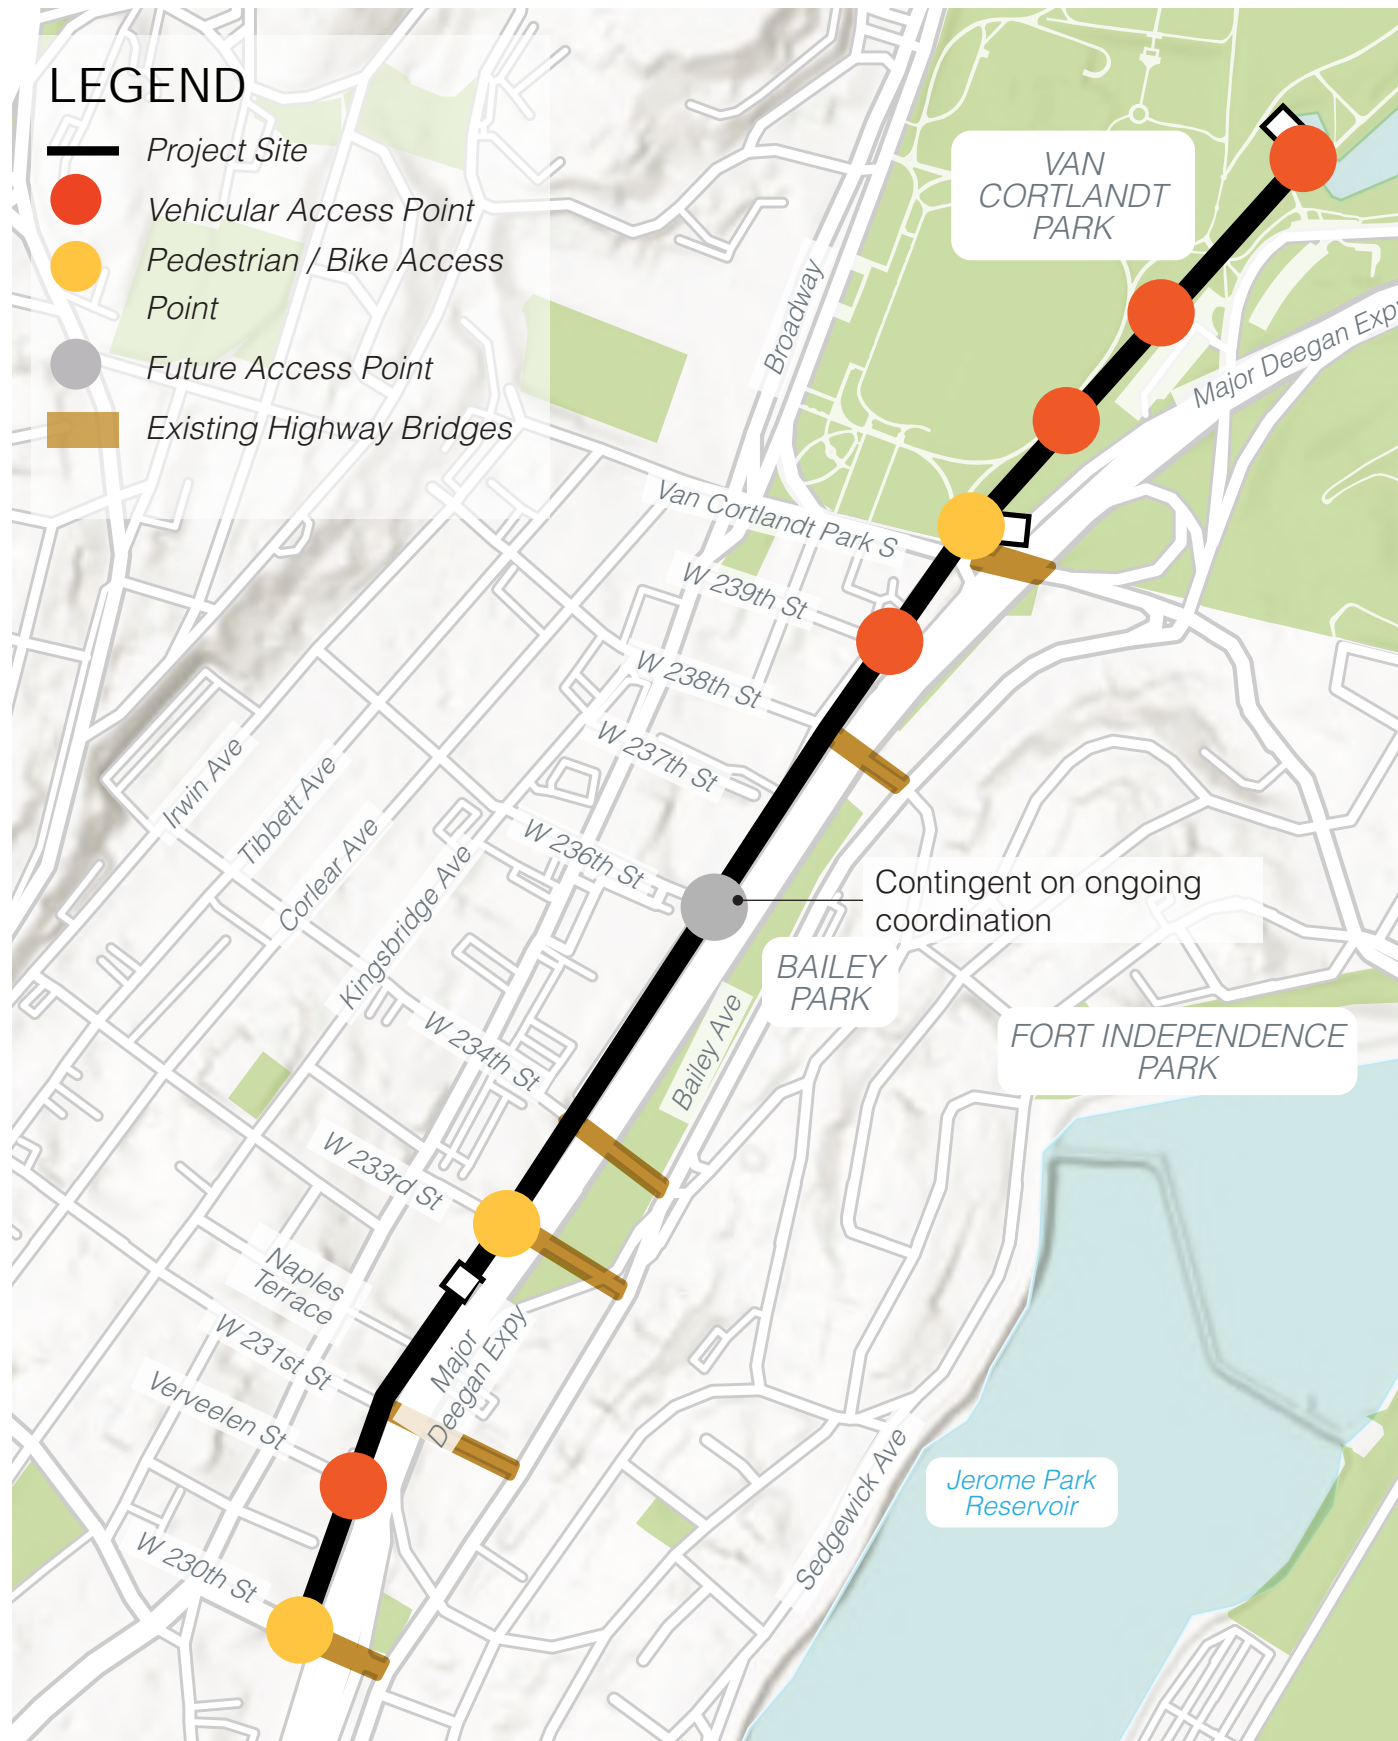 LEGEND
Project Site
Vehicular Access Point
Pedestrian / Bike Access
Point
Future Access Point
Existing Highway Bridges
VAN
CORTLANDT
PARK
Broadway
Major Deegan Expy
Van Cortlandt Park S
W 239th St
W 238th St
W 237th St
W 236th St
Irwin Ave
Tibbett Ave
Corlear Ave
Kingsbridge Ave
Contingent on ongoing
coordination
BAILEY
PARK
Bailey Ave
FORT INDEPENDENCE
PARK
W 234th St
W 233rd St
Naples
Terrace
W 231st St
Major
Deegan Expy
Verveelen St
Sedgewick Ave
Jerome Park
Reservoir
W 230th St